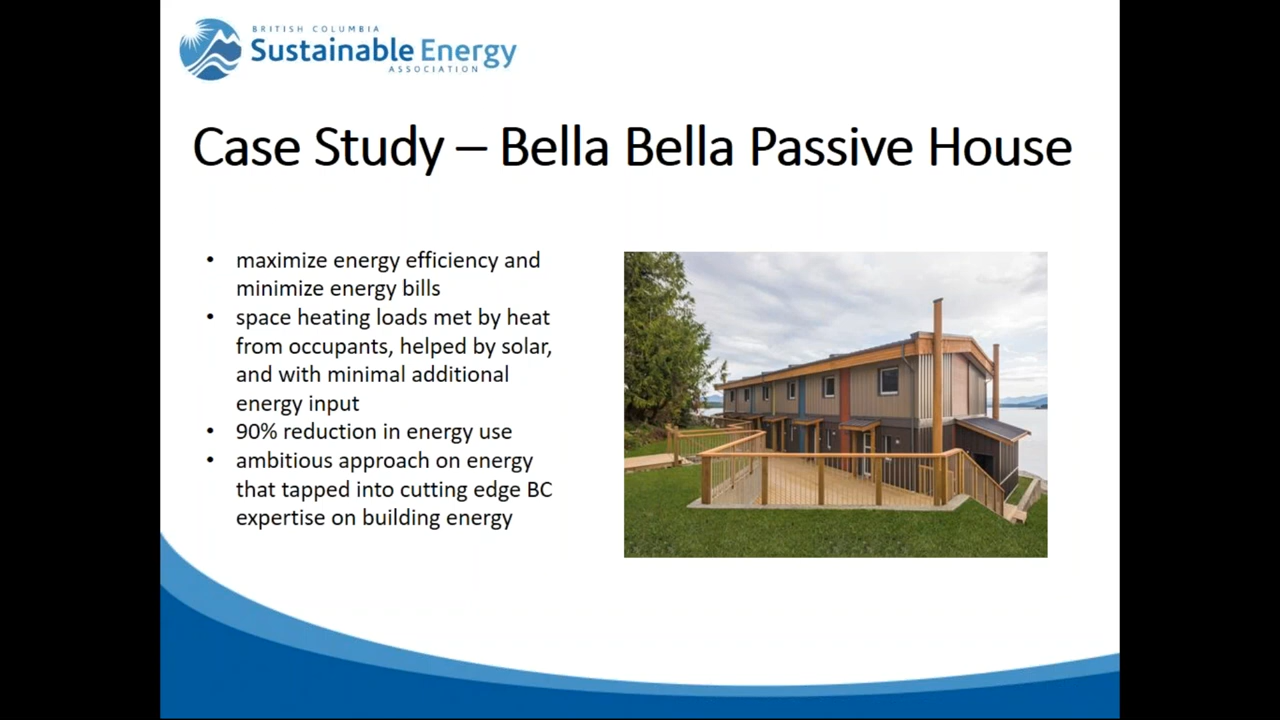 BRITISH COLUMBIA
Sustainable Energy
ASSOCIATION
Case Study – Bella Bella Passive House
• maximize energy efficiency and
minimize energy bills
• space heating loads met by heat
from occupants, helped by solar,
and with minimal additional
energy input
• 90% reduction in energy use
• ambitious approach on energy
that tapped into cutting edge BC
expertise on building energy